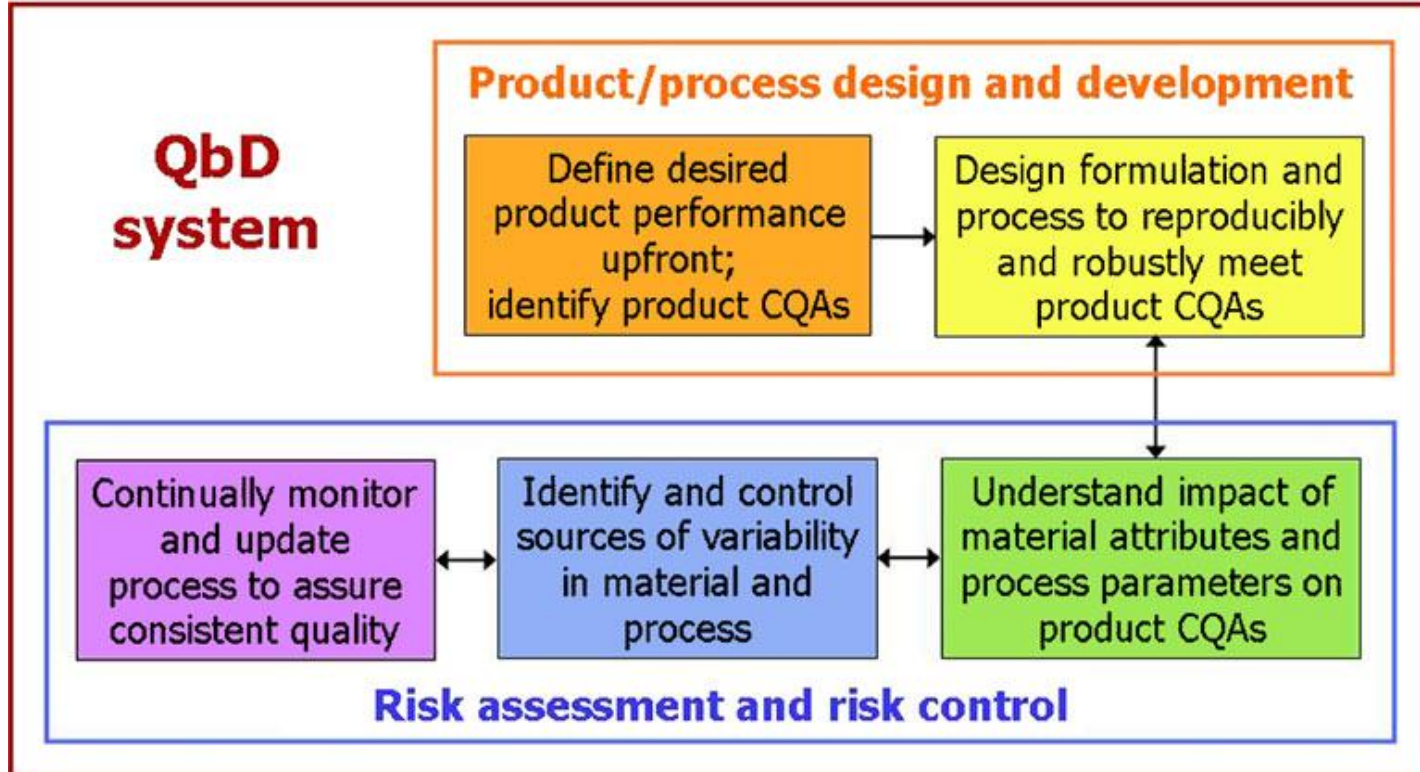 QbD
system
Product/process design and development
Define desired
product performance
upfront;
identify product CQAs
Design formulation and
process to reproducibly
and robustly meet
product CQAs
Continually monitor
and update
process to assure
consistent quality
Identify and control
sources of variability
in material and
process
Understand impact of
material attributes and
process parameters on
product CQAs
Risk assessment and risk control